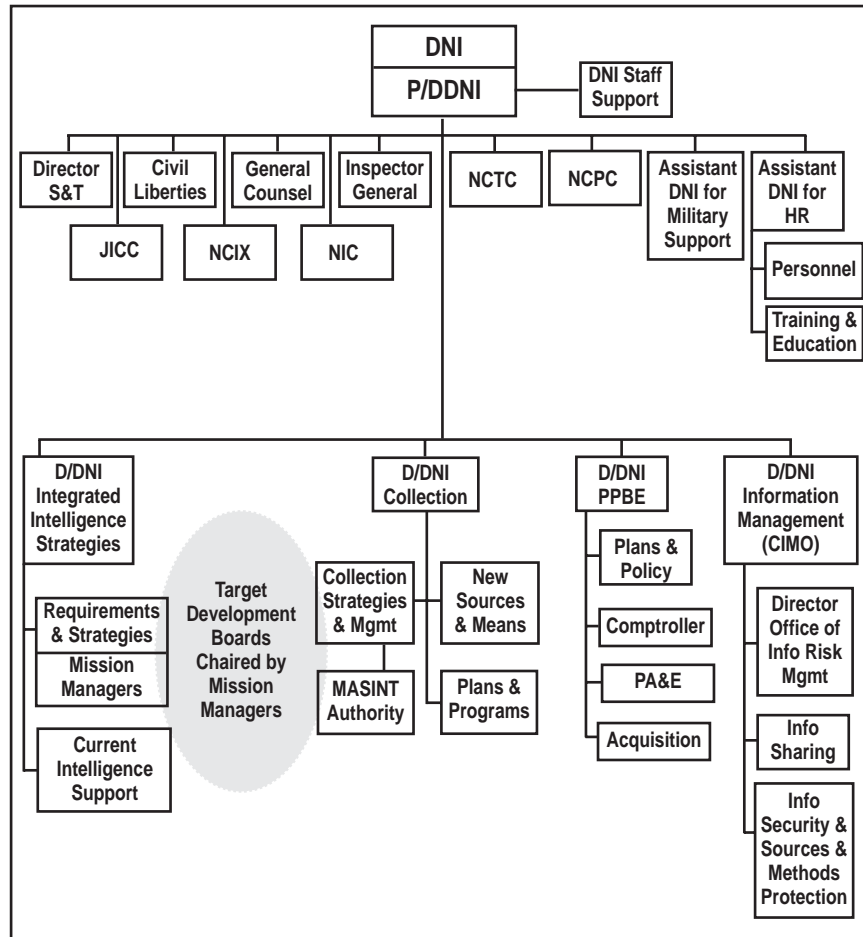 DNI
P/DDNI
DNI Staff
Support
Director
S&T
Civil
Liberties
General
Counsel
Inspector
General
NCTC
NCPC
Assistant
DNI for
Military
Support
Assistant
DNI for
HR
JICC
NCIX
NIC
Personnel
Training &
Education
D/DNI
Integrated
Intelligence
Strategies
Requirements
& Strategies
Mission
Managers
Current
Intelligence
Support
Target
Development
Boards
Chaired by
Mission
Managers
D/DNI
Collection
Collection
Strategies
& Mgmt
New
Sources
& Means
MASINT
Authority
Plans &
Programs
D/DNI
PPBE
Plans &
Policy
Comptroller
PA&E
Acquisition
D/DNI
Information
Management
(CIMO)
Director
Office of
Info Risk
Mgmt
Info
Sharing
Info
Security &
Sources &
Methods
Protection